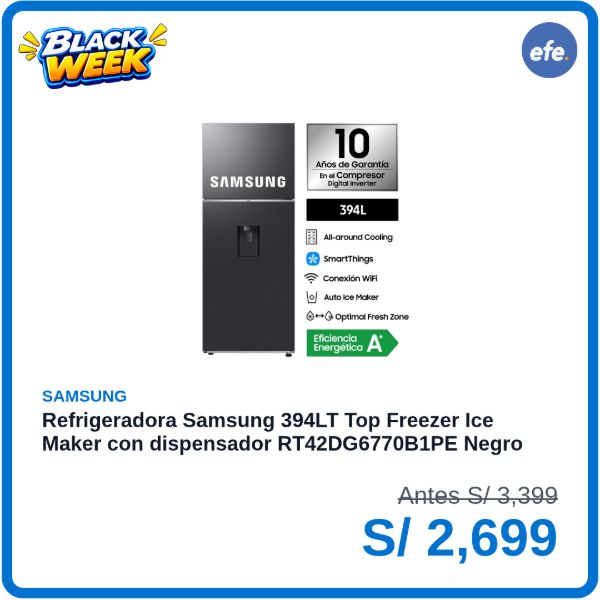 BLACK
WEEK
efe.
SAMSUNG
10
Años de Garantía
En el Compresor
Digital Inverter
394L
All-around Cooling
SmartThings
Conexión WiFi
Auto Ice Maker
Optimal Fresh Zone
Eficiencia
Energética A*
SAMSUNG
Refrigeradora Samsung 394LT Top Freezer Ice
Maker con dispensador RT42DG6770B1PE Negro
Antes S/ 3,399
S/ 2,699